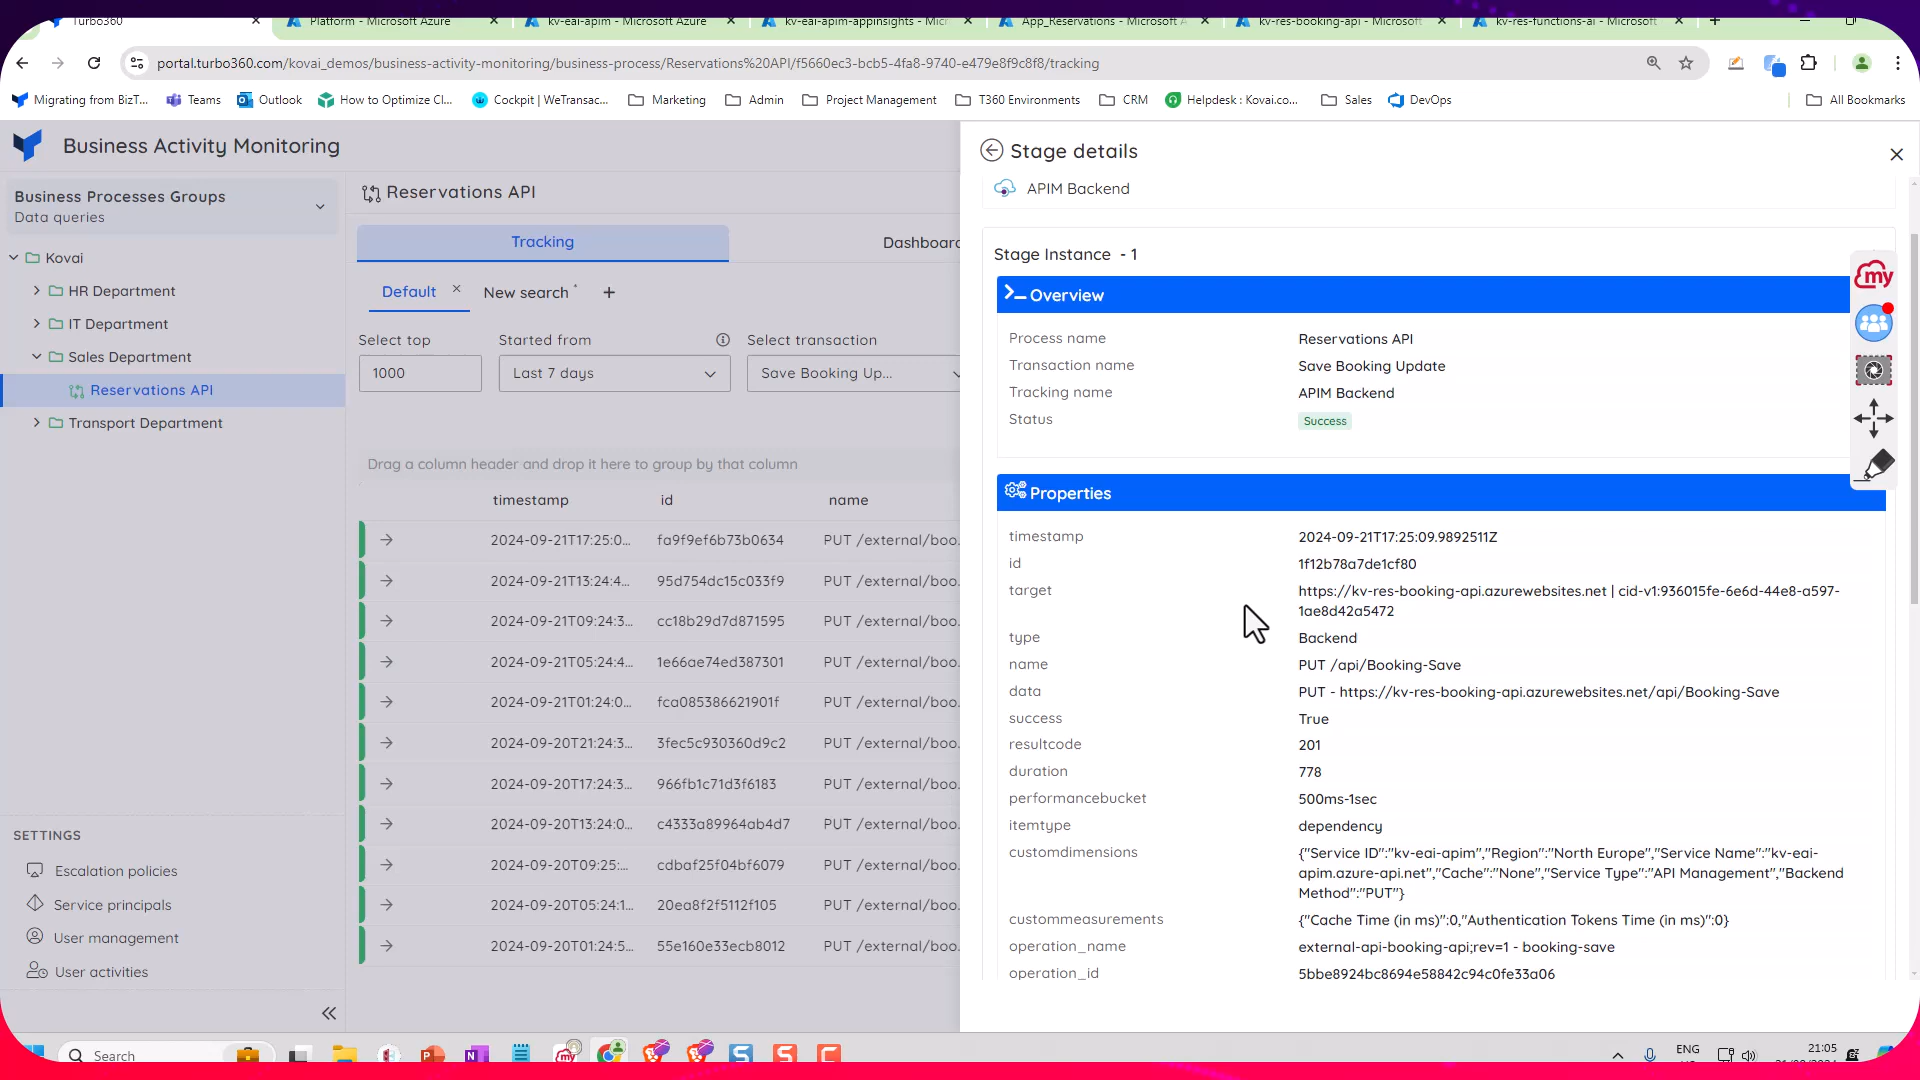 Turbo360
Platform - Microsoft Azure
kv-eai-apim - Microsoft Azure
kv-eai-apim-appinsights - Mic
App_Reservations - Microsoft A
kv-res-booking-api - Microsoft
kv-res-functions-ai - Microsoft
portal.turbo360.com/kovai_demos/business-activity-monitoring/business-process/Reservations%20API/f5660ec3-bcb5-4fa8-9740-e479e8f9c8f8/tracking
Migrating from BizT...
Teams
Outlook
How to Optimize Cl...
Cockpit | WeTransac...
Marketing
Admin
Project Management
T360 Environments
CRM
Helpdesk : Kovai.co...
Sales
DevOps
All Bookmarks
Business Activity Monitoring
Business Processes Groups
Data queries
Kovai
HR Department
IT Department
Sales Department
Reservations API
Transport Department
SETTINGS
Escalation policies
Service principals
User management
User activities
Reservations API
Tracking
Dashboard
Default
New search *
Select top
Started from
Select transaction
1000
Last 7 days
Save Booking Up...
Drag a column header and drop it here to group by that column
timestamp id name
2024-09-21T17:25:0... fa9f9ef6b73b0634 PUT /external/boo...
2024-09-21T13:24:4... 95d754dc15c033f9 PUT /external/boo...
2024-09-21T09:24:3... cc18b29d7d871595 PUT /external/boo...
2024-09-21T05:24:4... 1e66ae74ed387301 PUT /external/boo...
2024-09-21T01:24:0... fca085386621901f PUT /external/boo...
2024-09-20T21:24:3... 3fec5c930360d9c2 PUT /external/boo...
2024-09-20T17:24:3... 966fb1c71d3f6183 PUT /external/boo...
2024-09-20T13:24:0... c4333a89964ab4d7 PUT /external/boo...
2024-09-20T09:25:... cdbaf25f04bf6079 PUT /external/boo...
2024-09-20T05:24:1... 20ea8f2f5112f105 PUT /external/boo...
2024-09-20T01:24:5... 55e160e33ecb8012 PUT /external/boo...
Stage details
APIM Backend
Stage Instance - 1
Overview
Process name Reservations API
Transaction name Save Booking Update
Tracking name APIM Backend
Status Success
Properties
timestamp 2024-09-21T17:25:09.9892511Z
id 1f12b78a7de1cf80
target https://kv-res-booking-api.azurewebsites.net | cid-v1:936015fe-6e6d-44e8-a597-
1ae8d42a5472
type Backend
name PUT /api/Booking-Save
data PUT - https://kv-res-booking-api.azurewebsites.net/api/Booking-Save
success True
resultcode 201
duration 778
performancebucket 500ms-1sec
itemtype dependency
customdimensions {"Service ID":"kv-eai-apim","Region":"North Europe","Service Name":"kv-eai-
apim.azure-api.net","Cache":"None","Service Type":"API Management","Backend
Method":"PUT"}
custommeasurements {"Cache Time (in ms)":0,"Authentication Tokens Time (in ms)":0}
operation_name external-api-booking-api;rev=1 - booking-save
operation_id 5bbe8924bc8694e58842c94c0fe33a06
my
Search
ENG
21:05